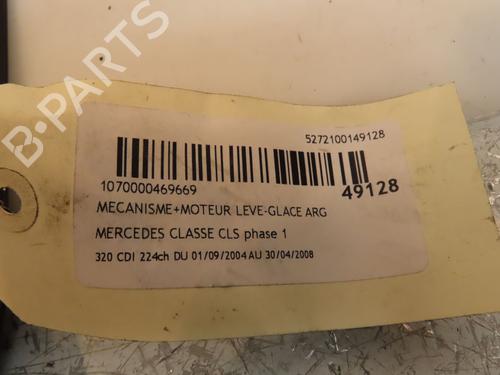 B-PARTS
5272100149128
1070000469669
49128
MECANISME+MOTEUR LEVE-GLACE ARG
MERCEDES CLASSE CLS phase 1
320 CDI 224ch DU 01/09/2004 AU 30/04/2008